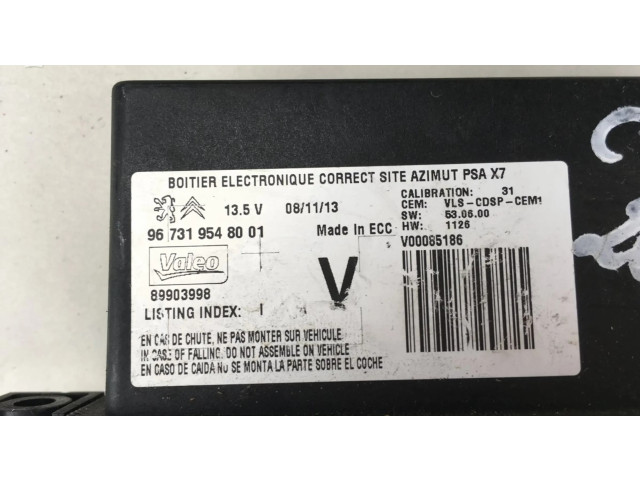 BOITIER ELECTRONIQUE CORRECT SITE AZIMUT PSA X7
13.5 V 08/11/13
CALIBRATION: 31
CEM: VLS-CDSP-CEM1
SW: 53.06.00
HW: 1126
96 731 954 80 01 Made in ECC
V00085186
Valeo
V
89903998
LISTING INDEX: I
EN CAS DE CHUTE, NE PAS MONTER SUR VEHICULE
IN CASE OF FALLING, DO NOT ASSEMBLE ON VEHICLE
EN CASO DE CAIDA NO SE MONTA LA PARTE SOBRE EL COCHE